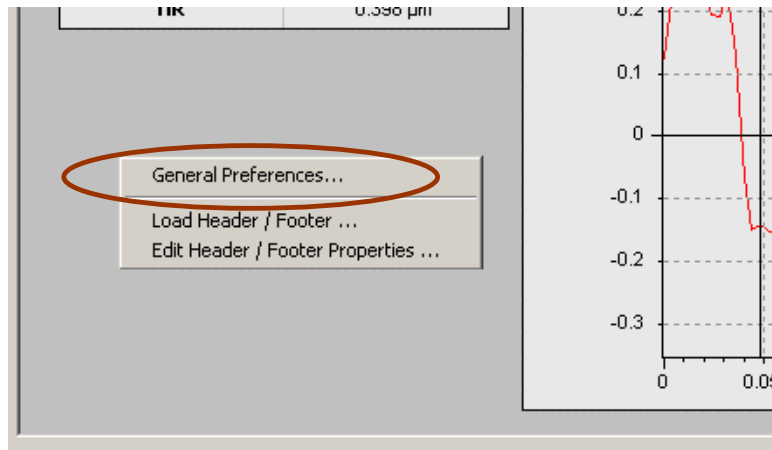 TIR 0.398 µm
General Preferences...
Load Header / Footer ...
Edit Header / Footer Properties ...
0.2
0.1
0
-0.1
-0.2
-0.3
0